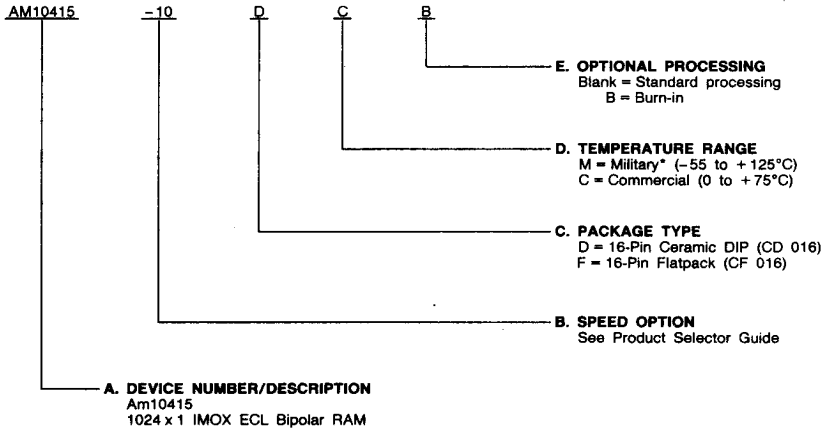 AM10415 -10 D C B
E. OPTIONAL PROCESSING
Blank = Standard processing
B = Burn-in
D. TEMPERATURE RANGE
M = Military* (-55 to +125°C)
C = Commercial (0 to +75°C)
C. PACKAGE TYPE
D = 16-Pin Ceramic DIP (CD 016)
F = 16-Pin Flatpack (CF 016)
B. SPEED OPTION
See Product Selector Guide
A. DEVICE NUMBER/DESCRIPTION
Am10415
1024 x 1 IMOX ECL Bipolar RAM